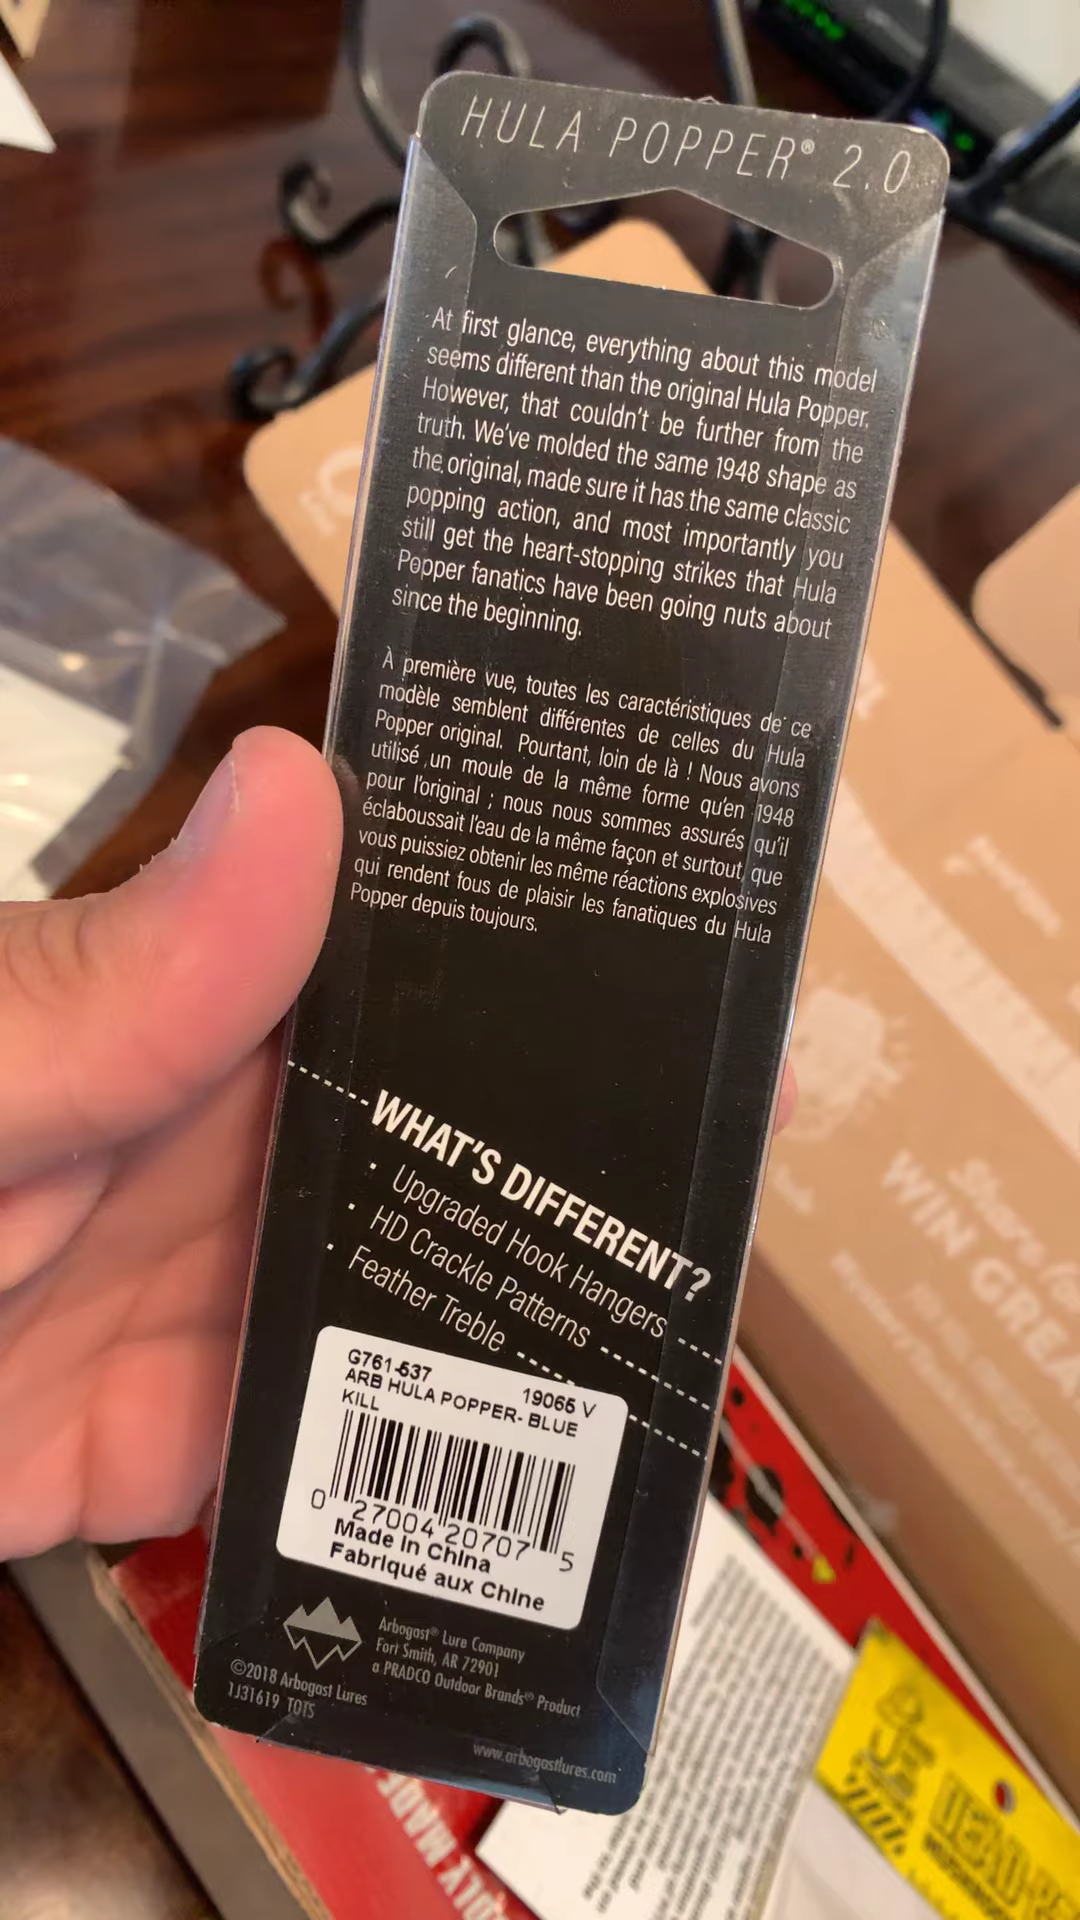 HULA POPPER® 2.0
At first glance, everything about this model
seems different than the original Hula Popper.
However, that couldn't be further from the
truth. We've molded the same 1948 shape as
the original, made sure it has the same classic
popping action, and most importantly you
still get the heart-stopping strikes that Hula
Popper fanatics have been going nuts about
since the beginning.
À première vue, toutes les caractéristiques de ce
modèle semblent différentes de celles du Hula
Popper original. Pourtant, loin de là ! Nous avons
utilisé un moule de la même forme qu'en 1948
pour l'original ; nous nous sommes assurés qu'il
éclaboussait l'eau de la même façon et surtout que
vous puissiez obtenir les même réactions explosives
qui rendent fous de plaisir les fanatiques du Hula
Popper depuis toujours.
WHAT'S DIFFERENT?
· Upgraded Hook Hangers
· HD Crackle Patterns
· Feather Treble
G761-537 19065 V
ARB HULA POPPER- BLUE
KILL
0 27004 20707 5
Made in China
Fabriqué aux Chine
Arbogast® Lure Company
Fort Smith, AR 72901
a PRADCO Outdoor Brands® Product
©2018 Arbogast Lures
1J31619 TOTS
www.arbogastlures.com
Share
WIN GREA